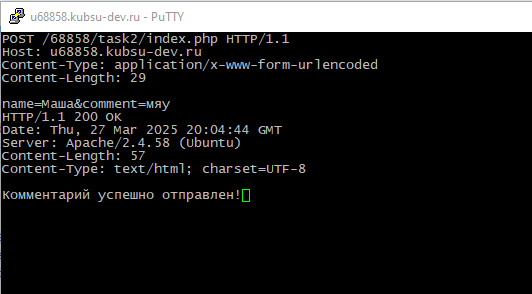 u68858.kubsu-dev.ru - PuTTY
POST /68858/task2/index.php HTTP/1.1
Host: u68858.kubsu-dev.ru
Content-Type: application/x-www-form-urlencoded
Content-Length: 29

name=Маша&comment=мяу
HTTP/1.1 200 OK
Date: Thu, 27 Mar 2025 20:04:44 GMT
Server: Apache/2.4.58 (Ubuntu)
Content-Length: 57
Content-Type: text/html; charset=UTF-8

Комментарий успешно отправлен!